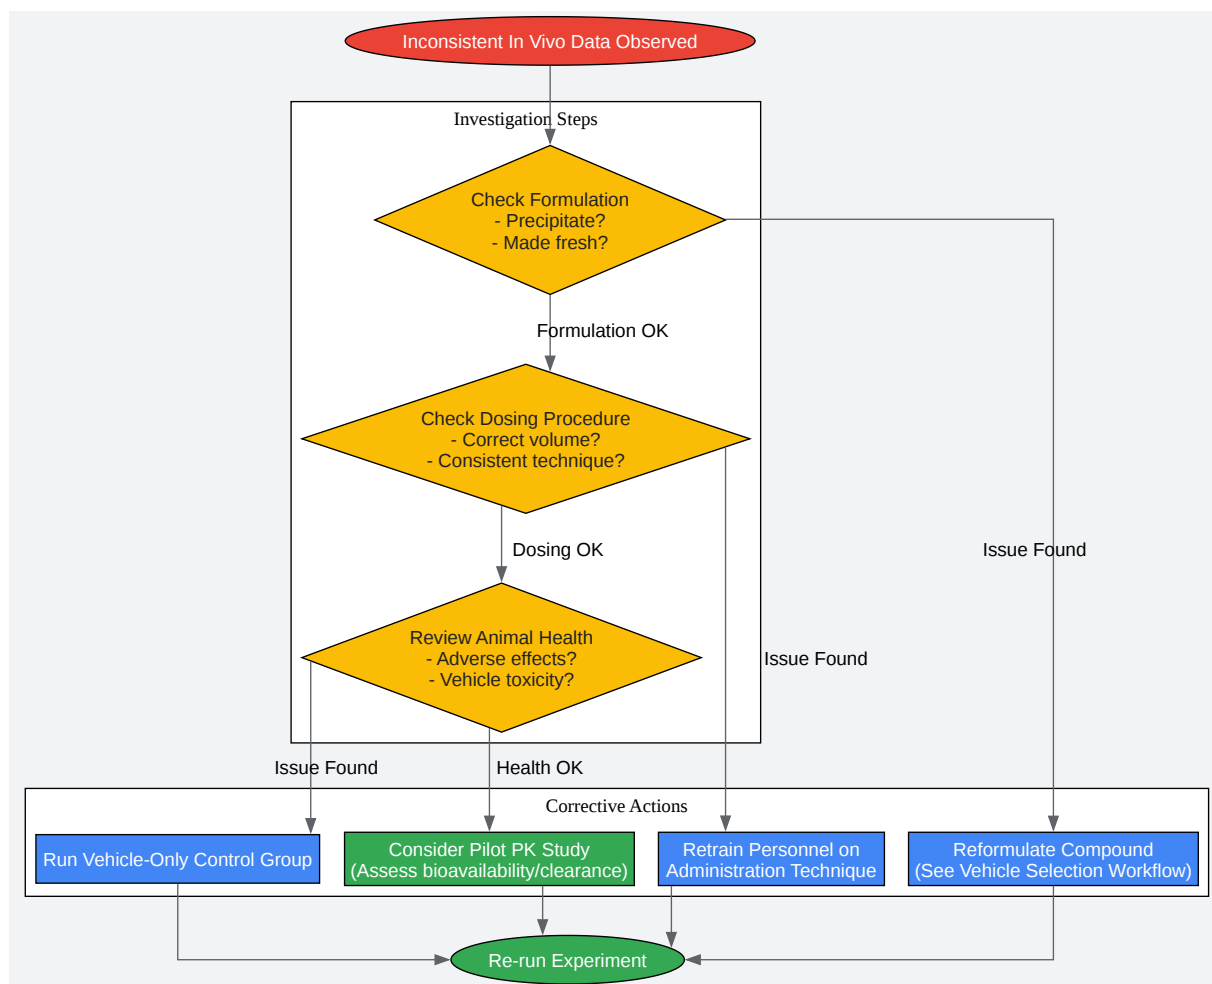 Inconsistent In Vivo Data Observed
Investigation Steps
Check Formulation
- Precipitate?
- Made fresh?
Formulation OK
Check Dosing Procedure
- Correct volume?
- Consistent technique?
Dosing OK
Issue Found
Review Animal Health
- Adverse effects?
- Vehicle toxicity?
Issue Found
Issue Found
Health OK
Corrective Actions
Run Vehicle-Only Control Group
Consider Pilot PK Study
(Assess bioavailability/clearance)
Retrain Personnel on
Administration Technique
Reformulate Compound
(See Vehicle Selection Workflow)
Re-run Experiment